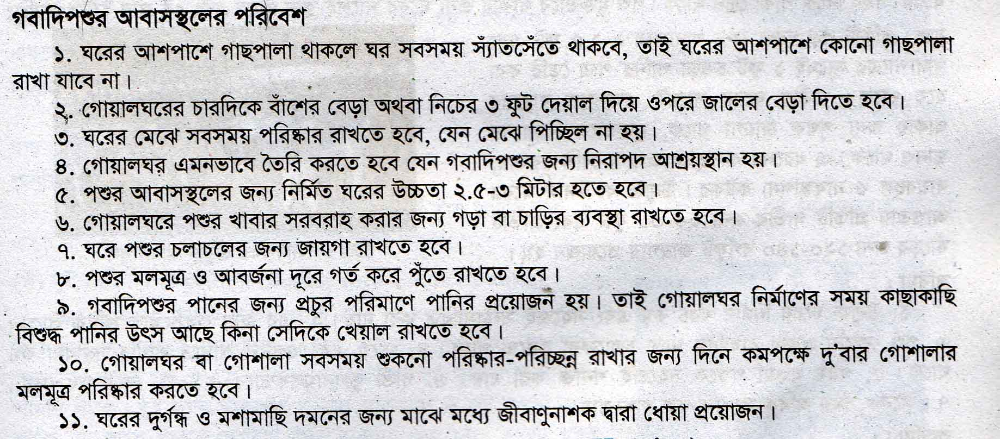 গবাদিপশুর আবাসস্থলের পরিবেশ
১. ঘরের আশপাশে গাছপালা থাকলে ঘর সবসময় স্যাঁতসেঁতে থাকবে, তাই ঘরের আশপাশে কোনো গাছপালা
রাখা যাবে না।
২. গোয়ালঘরের চারদিকে বাঁশের বেড়া অথবা নিচের ৩ ফুট দেয়াল দিয়ে ওপরে জালের বেড়া দিতে হবে।
৩. ঘরের মেঝে সবসময় পরিষ্কার রাখতে হবে, যেন মেঝে পিচ্ছিল না হয়।
৪. গোয়ালঘর এমনভাবে তৈরি করতে হবে যেন গবাদিপশুর জন্য নিরাপদ আশ্রয়স্থান হয়।
৫. পশুর আবাসস্থলের জন্য নির্মিত ঘরের উচ্চতা ২.৫-৩ মিটার হতে হবে।
৬. গোয়ালঘরে পশুর খাবার সরবরাহ করার জন্য গড়া বা চাড়ির ব্যবস্থা রাখতে হবে।
৭. ঘরে পশুর চলাচলের জন্য জায়গা রাখতে হবে।
৮. পশুর মলমূত্র ও আবর্জনা দূরে গর্ত করে পুঁতে রাখতে হবে।
৯. গবাদিপশুর পানের জন্য প্রচুর পরিমাণে পানির প্রয়োজন হয়। তাই গোয়ালঘর নির্মাণের সময় কাছাকাছি
বিশুদ্ধ পানির উৎস আছে কিনা সেদিকে খেয়াল রাখতে হবে।
১০. গোয়ালঘর বা গোশালা সবসময় শুকনো পরিষ্কার-পরিচ্ছন্ন রাখার জন্য দিনে কমপক্ষে দু'বার গোশালার
মলমূত্র পরিষ্কার করতে হবে।
১১. ঘরের দুর্গন্ধ ও মশামাছি দমনের জন্য মাঝে মধ্যে জীবাণুনাশক দ্বারা ধোয়া প্রয়োজন।